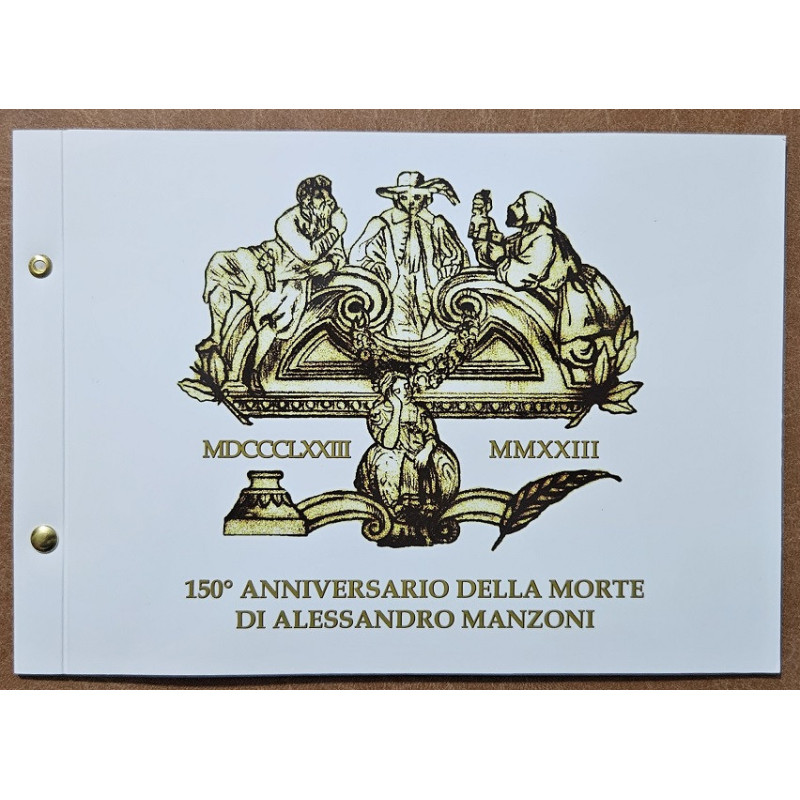 MDCCCLXXIII MMXXIII
150° ANNIVERSARIO DELLA MORTE
DI ALESSANDRO MANZONI